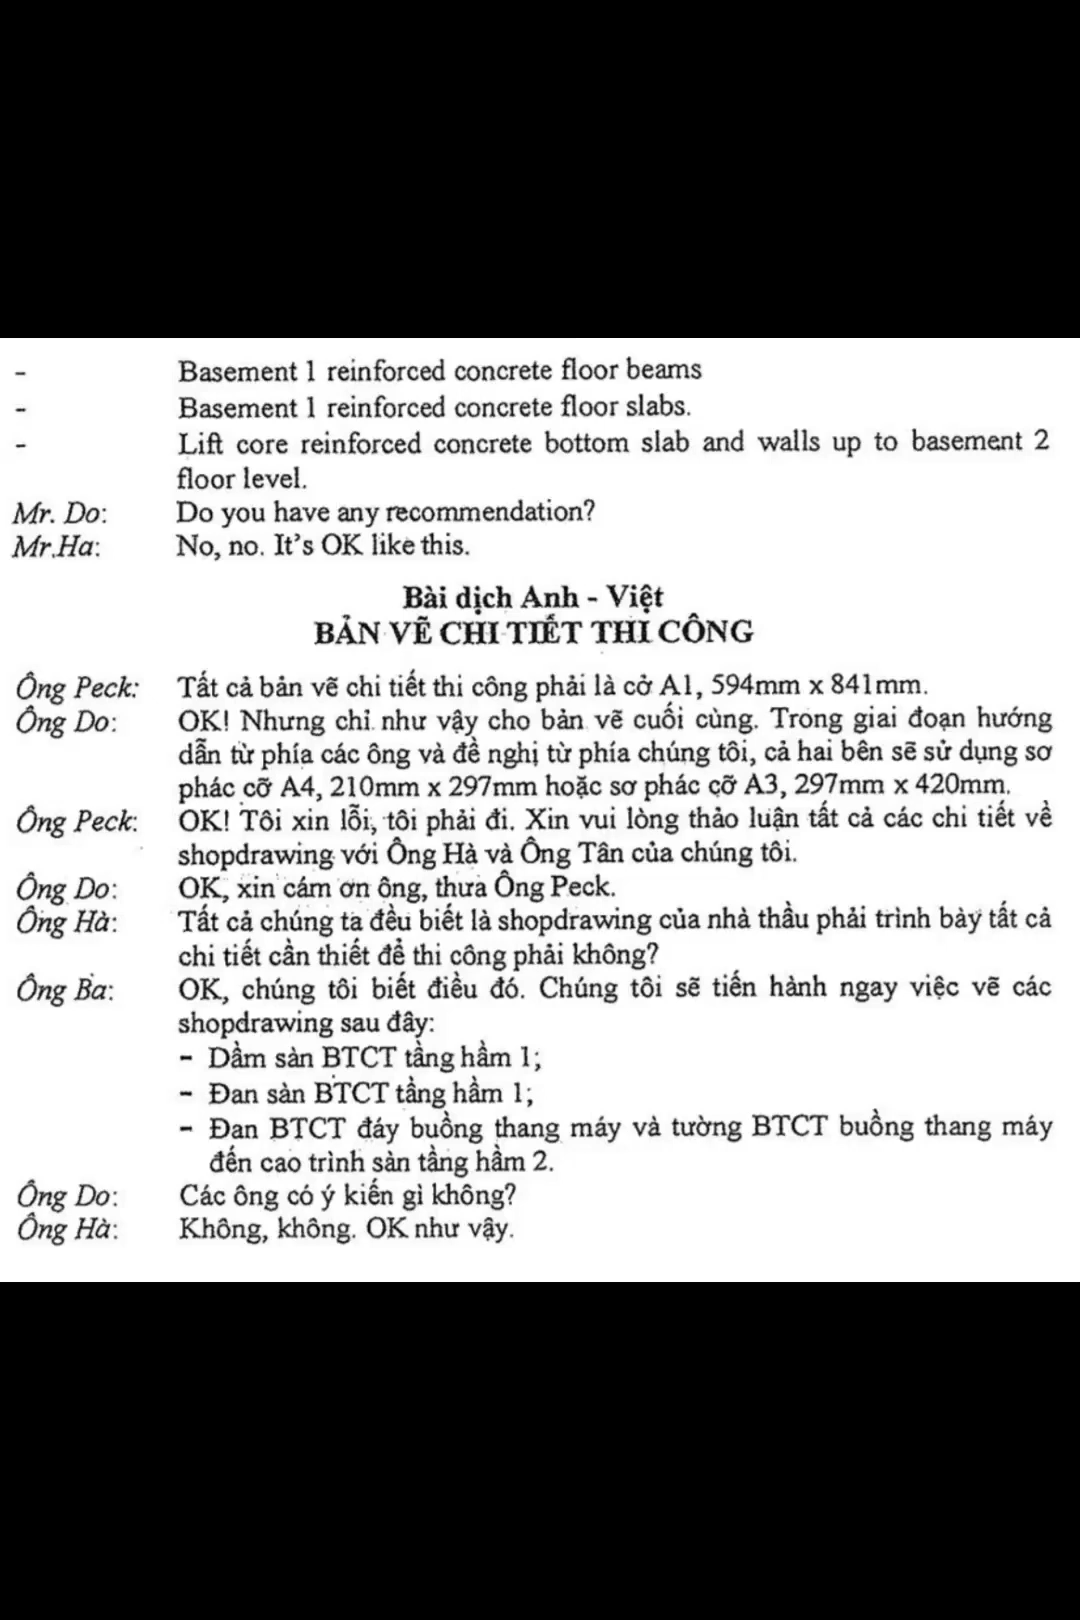 - Basement 1 reinforced concrete floor beams
- Basement 1 reinforced concrete floor slabs.
- Lift core reinforced concrete bottom slab and walls up to basement 2
floor level.
Mr. Do: Do you have any recommendation?
Mr.Ha: No, no. It's OK like this.
Bài dịch Anh - Việt
BẢN VẼ CHI TIẾT THI CÔNG
Ông Peck: Tất cả bản vẽ chi tiết thi công phải là cở A1, 594mm x 841mm.
Ông Do: OK! Nhưng chỉ như vậy cho bản vẽ cuối cùng. Trong giai đoạn hướng
dẫn từ phía các ông và đề nghị từ phía chúng tôi, cả hai bên sẽ sử dụng sơ
phác cỡ A4, 210mm x 297mm hoặc sơ phác cỡ A3, 297mm x 420mm.
Ông Peck: OK! Tôi xin lỗi, tôi phải đi. Xin vui lòng thảo luận tất cả các chi tiết về
shopdrawing với Ông Hà và Ông Tân của chúng tôi.
Ông Do: OK, xin cám ơn ông, thưa Ông Peck.
Ông Hà: Tất cả chúng ta đều biết là shopdrawing của nhà thầu phải trình bày tất cả
chi tiết cần thiết để thi công phải không?
Ông Ba: OK, chúng tôi biết điều đó. Chúng tôi sẽ tiến hành ngay việc vẽ các
shopdrawing sau đây:
- Dầm sàn BTCT tầng hầm 1;
- Đan sàn BTCT tầng hầm 1;
- Đan BTCT đáy buồng thang máy và tường BTCT buồng thang máy
đến cao trình sàn tầng hầm 2.
Ông Do: Các ông có ý kiến gì không?
Ông Hà: Không, không. OK như vậy.